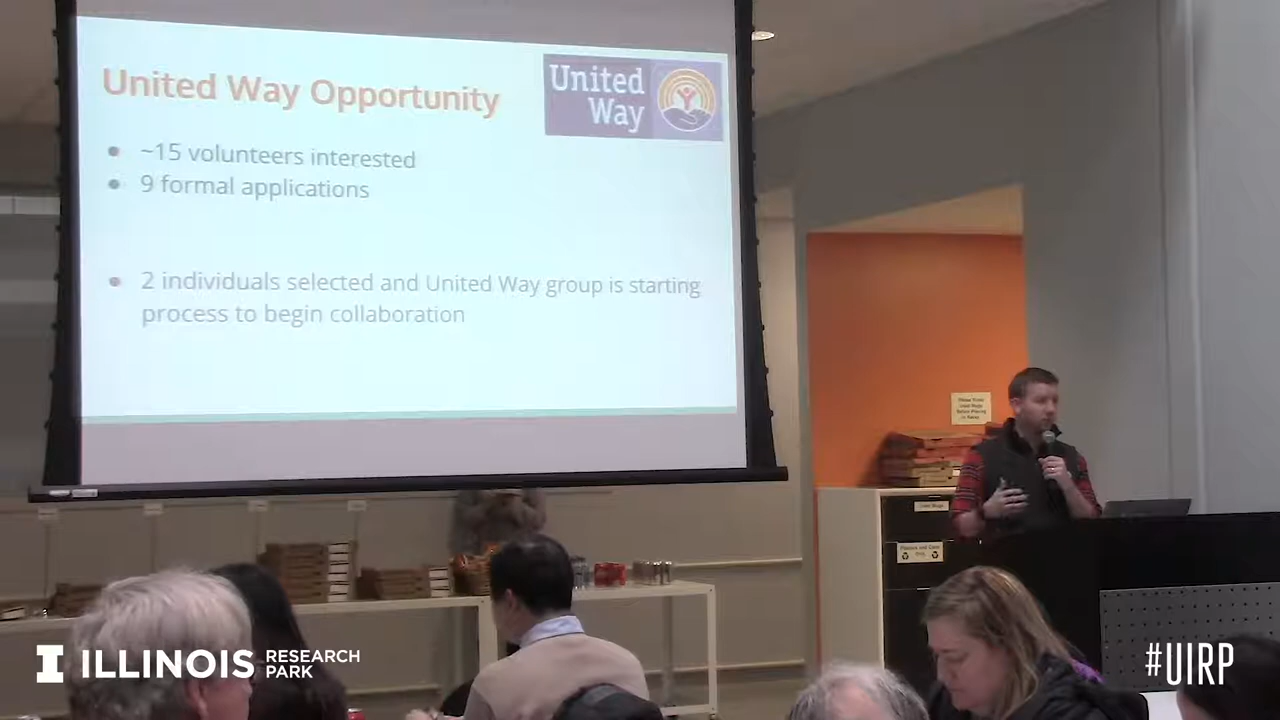 United Way Opportunity
United
Way
~15 volunteers interested
9 formal applications
2 individuals selected and United Way group is starting
process to begin collaboration
ILLINOIS
RESEARCH
PARK
#UIRP